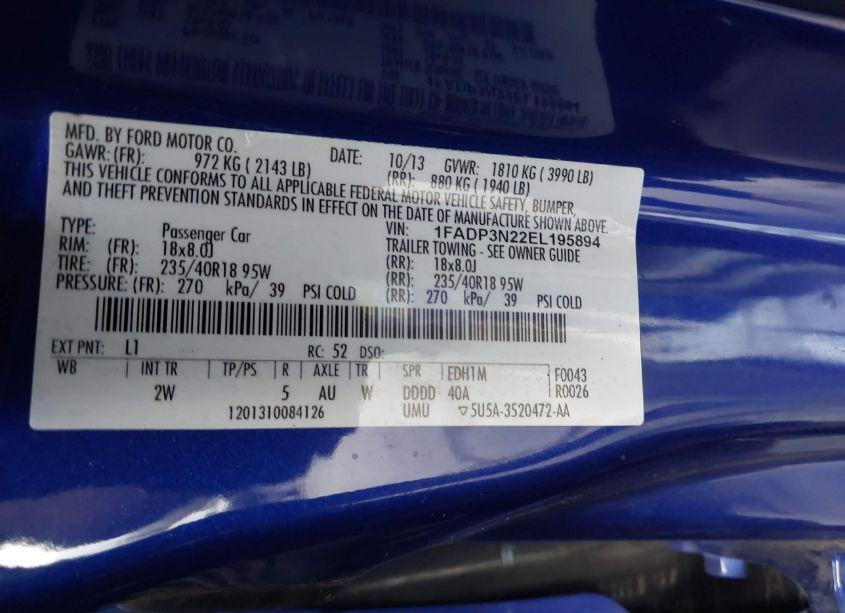 MFD. BY FORD MOTOR CO.
DATE: 10/13 GVWR: 1810 KG ( 3990 LB)
GAWR: (FR): 972 KG ( 2143 LB) (RR): 880 KG ( 1940 LB)
THIS VEHICLE CONFORMS TO ALL APPLICABLE FEDERAL MOTOR VEHICLE SAFETY, BUMPER,
AND THEFT PREVENTION STANDARDS IN EFFECT ON THE DATE OF MANUFACTURE SHOWN ABOVE.
VIN: 1FADP3N22EL195894
TYPE: Passenger Car TRAILER TOWING - SEE OWNER GUIDE
RIM: (FR): 18x8.0J (RR): 18x8.0J
TIRE: (FR): 235/40R18 95W (RR): 235/40R18 95W
PRESSURE: (FR): 270 kPa/ 39 PSI COLD (RR): 270 kPa/ 39 PSI COLD
EXT PNT: L1 RC: 52 DSO:
WB INT TR TP/PS R AXLE TR SPR EDH1M F0043
2W 5 AU W DDDD 40A R0026
1201310084126 UMU ▽5U5A-3520472-AA